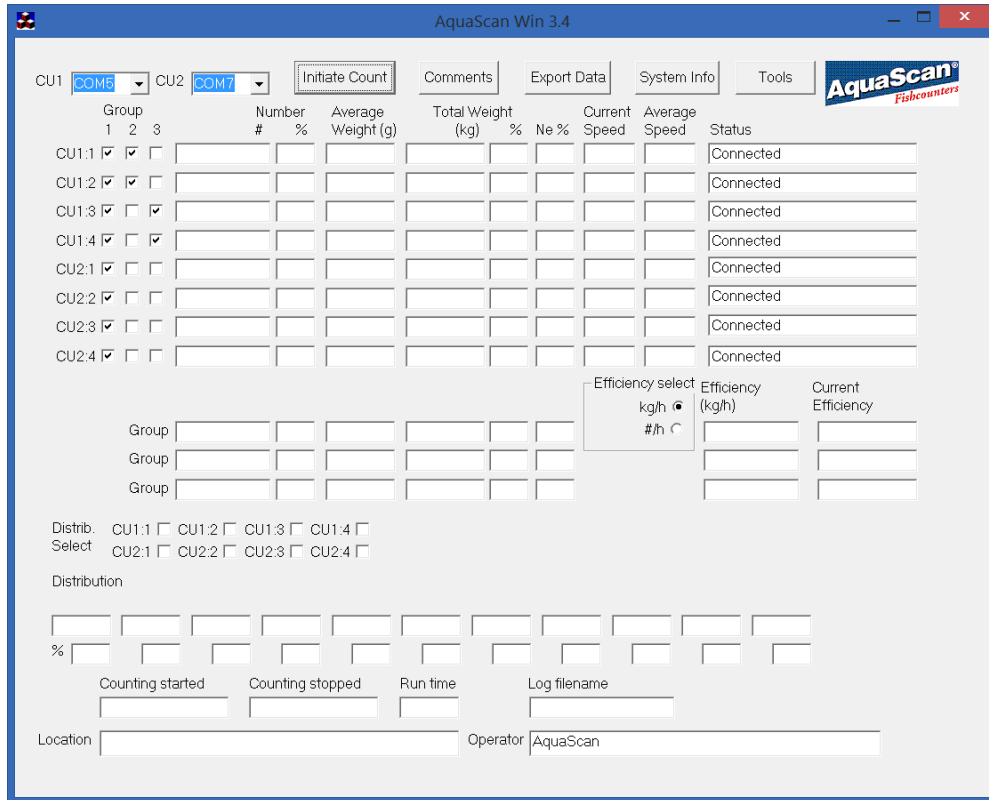 AquaScan Win 3.4
CU1 COM5 CU2 COM7 Initiate Count Comments Export Data System Info Tools AquaScan® Fishcounters
Group Number Average Total Weight Current Average
1 2 3 # % Weight (g) (kg) % Ne % Speed Speed Status
CU1:1 Connected
CU1:2 Connected
CU1:3 Connected
CU1:4 Connected
CU2:1 Connected
CU2:2 Connected
CU2:3 Connected
CU2:4 Connected
Efficiency select Efficiency Current
kg/h (kg/h) Efficiency
Group #/h
Group
Group
Distrib. CU1:1 CU1:2 CU1:3 CU1:4
Select CU2:1 CU2:2 CU2:3 CU2:4
Distribution
%
Counting started Counting stopped Run time Log filename
Location Operator AquaScan